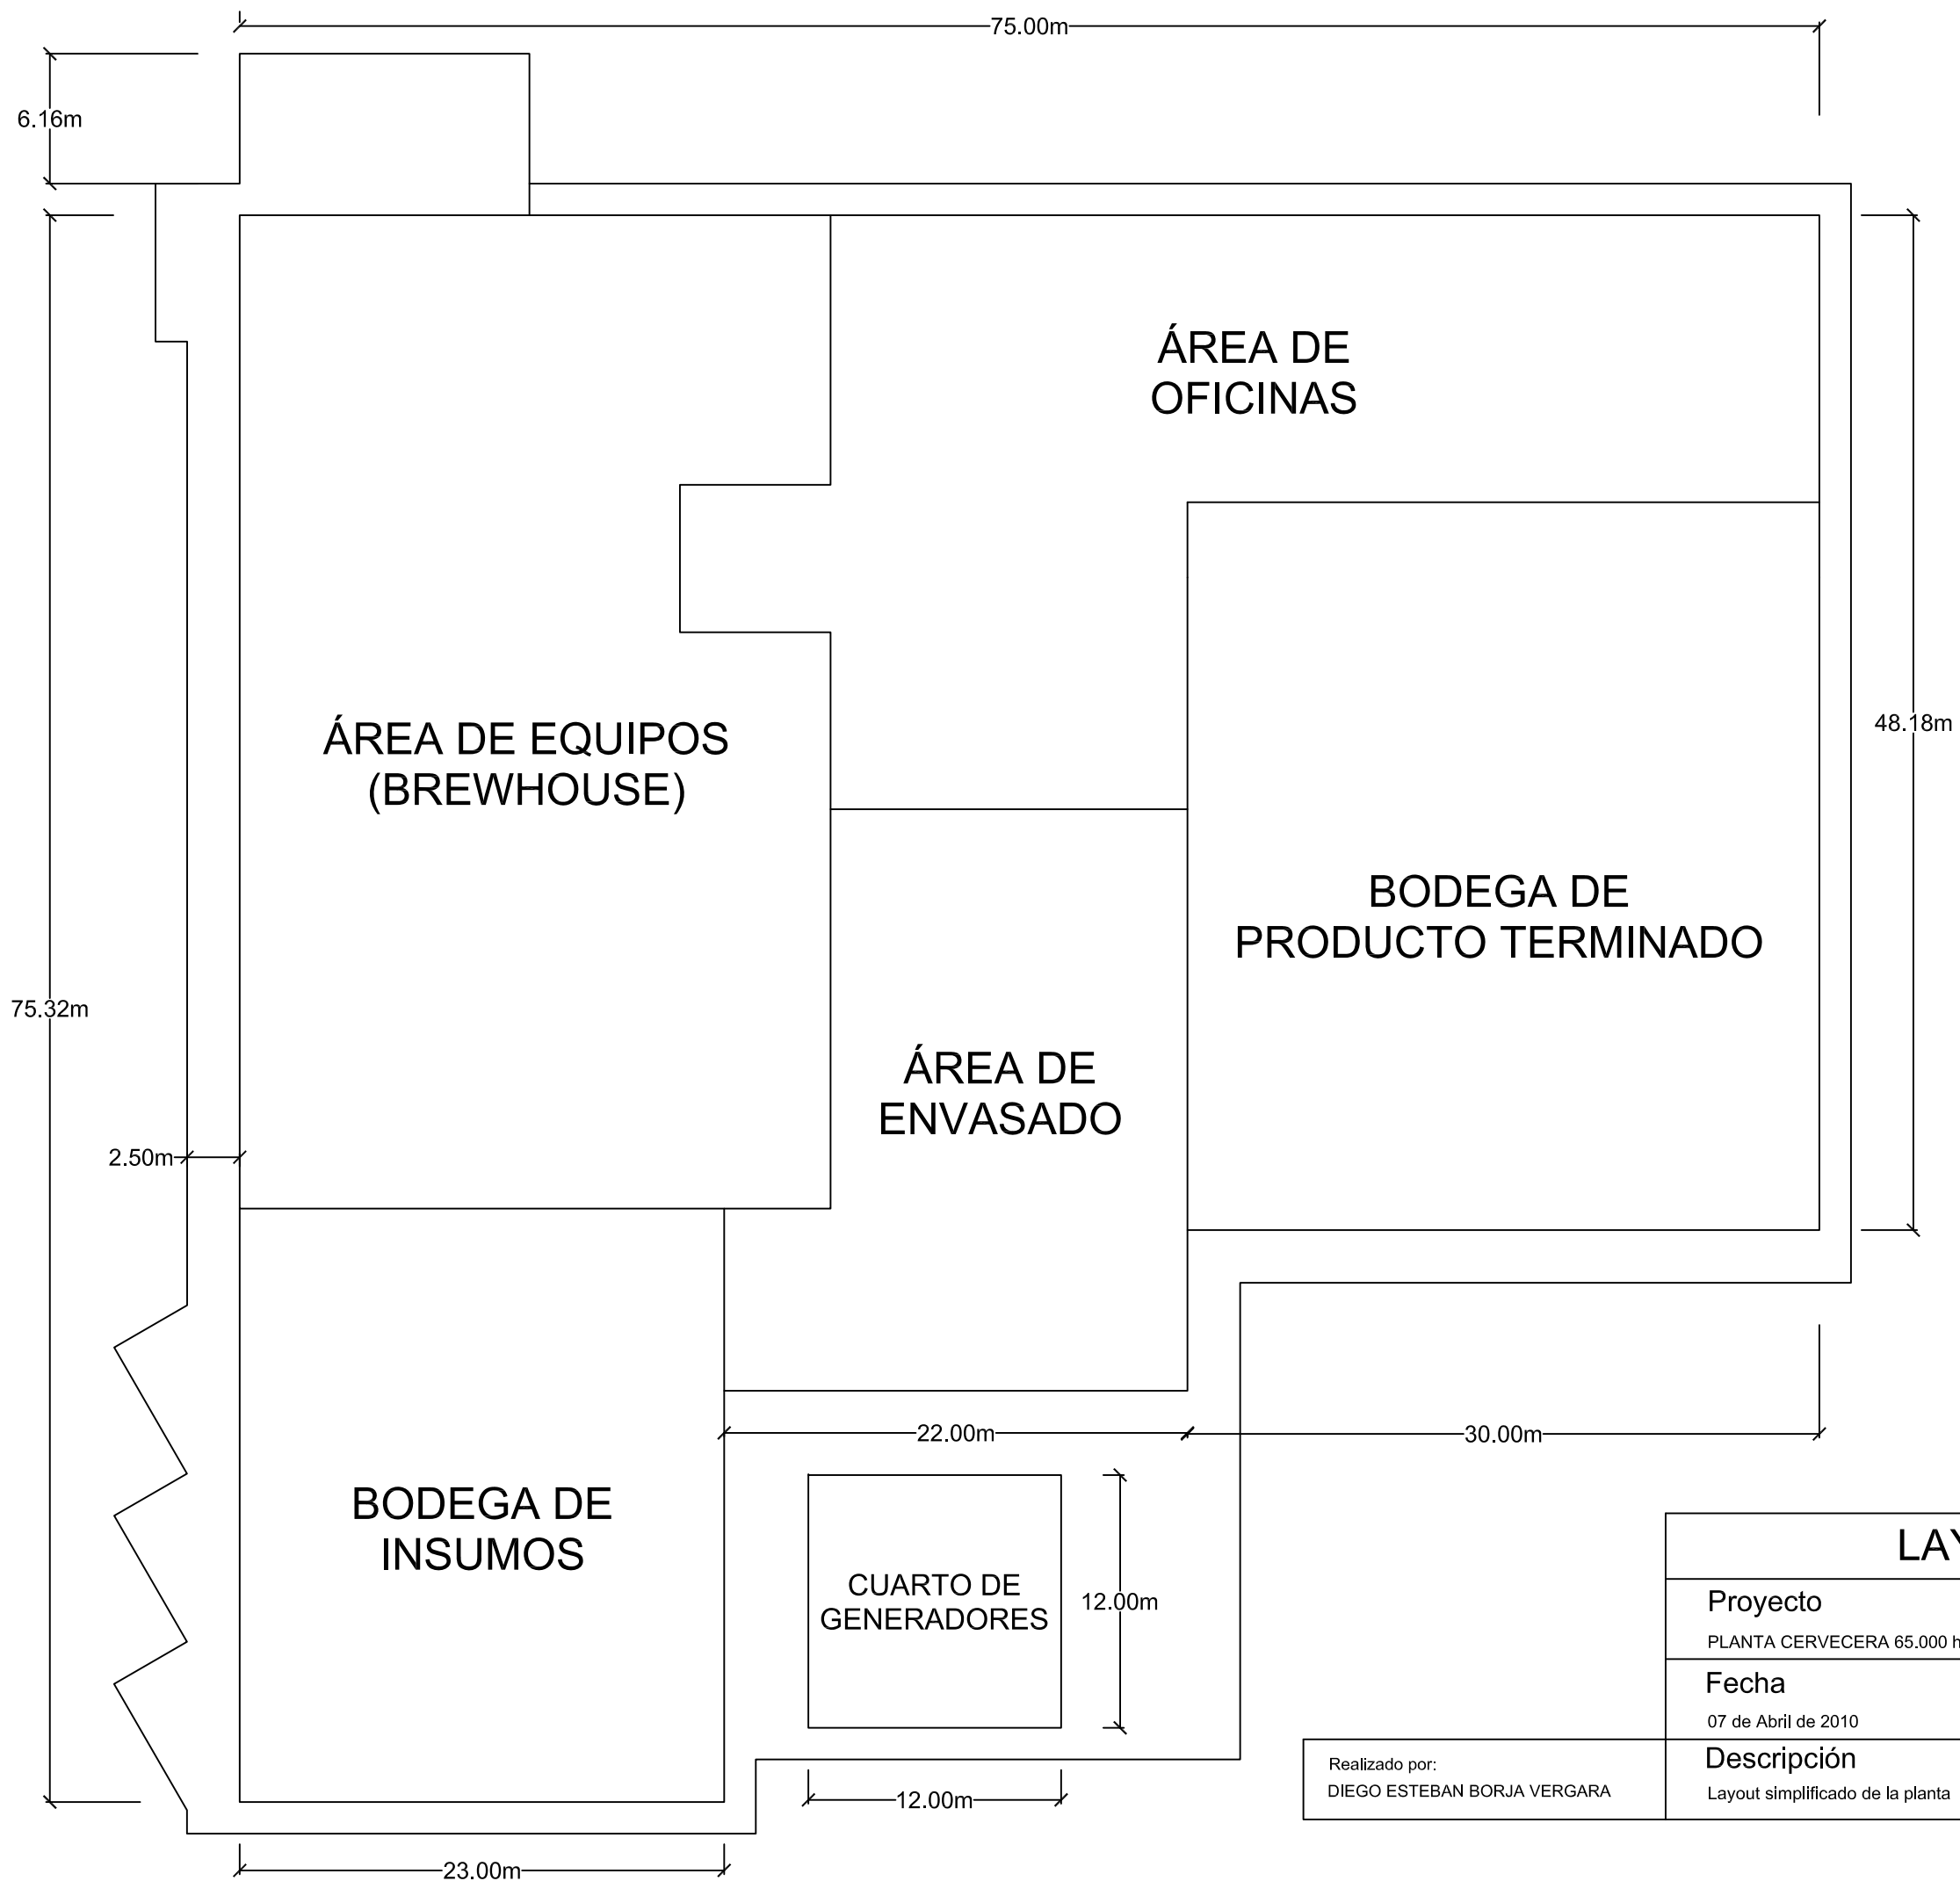 75.00m
6.16m
ÁREA DE
OFICINAS
48.18m
ÁREA DE EQUIPOS
(BREWHOUSE)
BODEGA DE
PRODUCTO TERMINADO
75.32m
ÁREA DE
ENVASADO
2.50m
22.00m
30.00m
BODEGA DE
INSUMOS
CUARTO DE
GENERADORES
12.00m
12.00m
23.00m
LAY
Proyecto
PLANTA CERVECERA 65.000 h
Fecha
07 de Abril de 2010
Realizado por:
DIEGO ESTEBAN BORJA VERGARA
Descripción
Layout simplificado de la planta